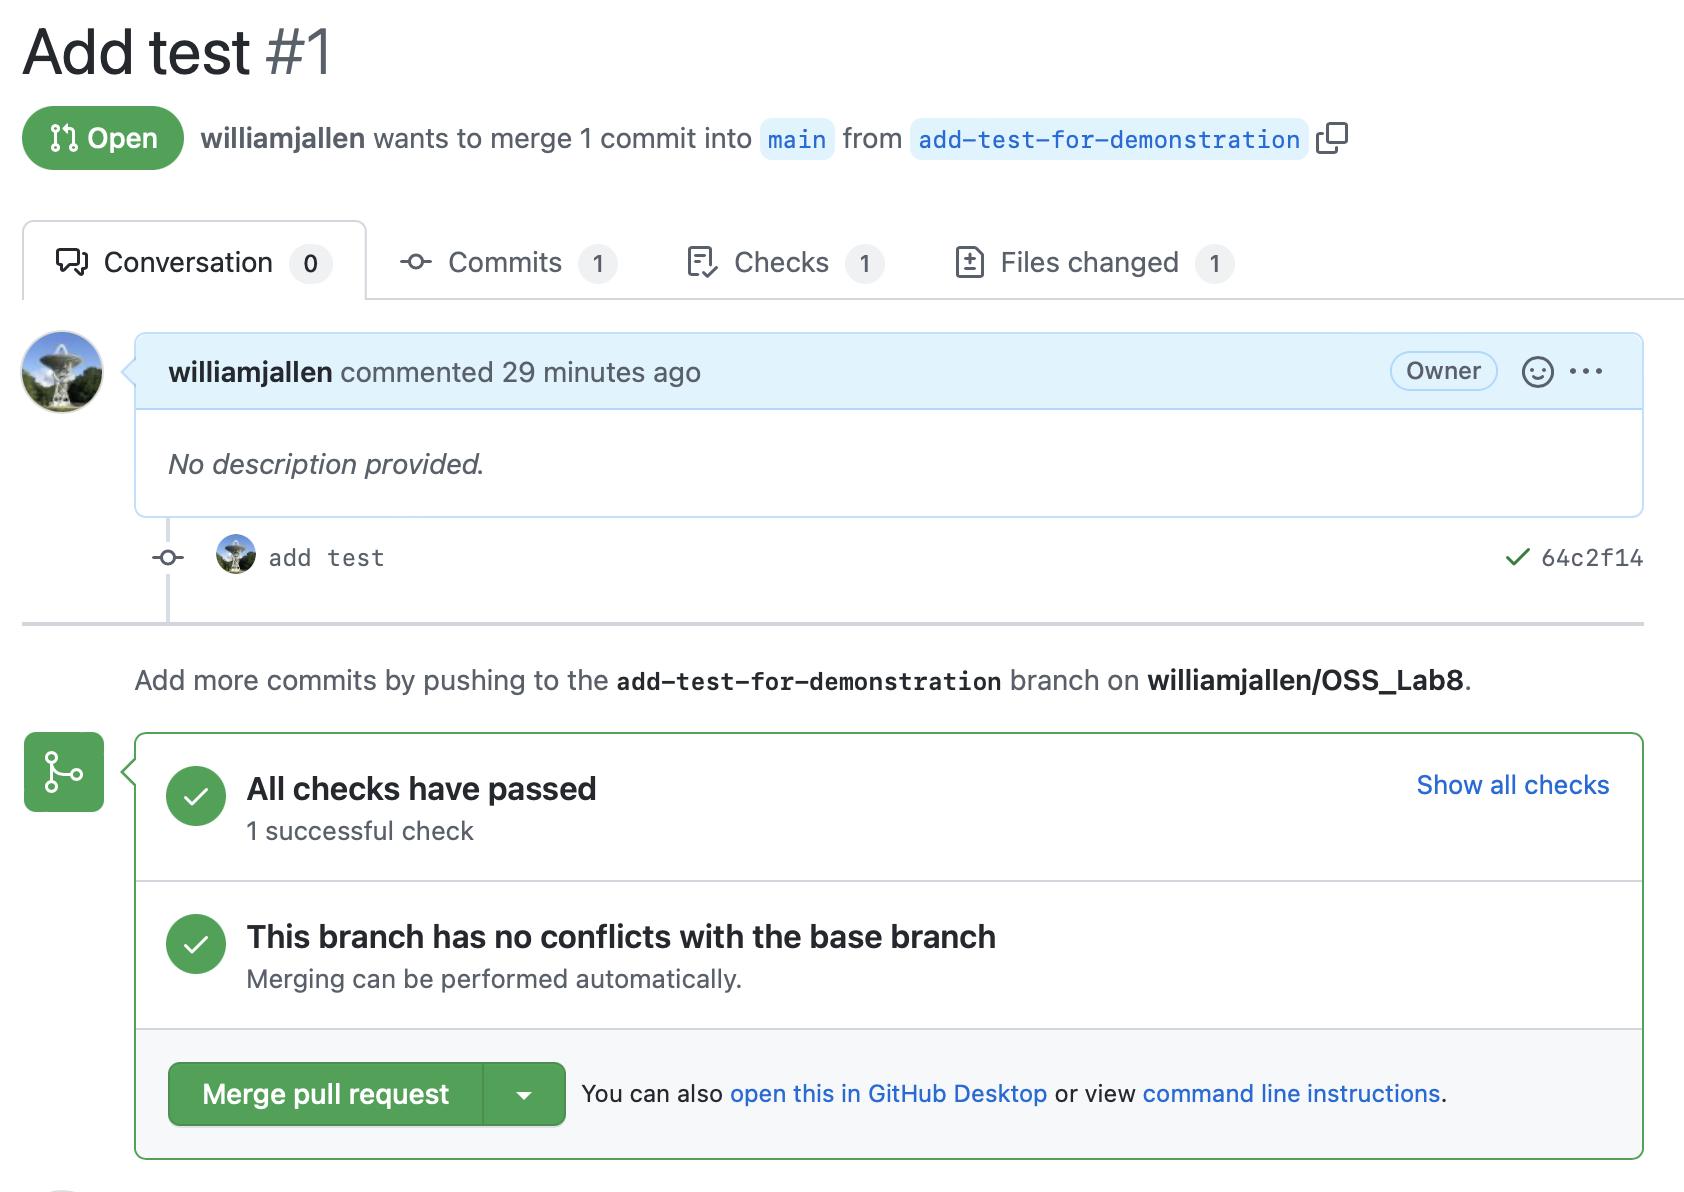 Add test #1
Open williamjallen wants to merge 1 commit into main from add-test-for-demonstration
Conversation 0 Commits 1 Checks 1 Files changed 1
williamjallen commented 29 minutes ago Owner
No description provided.
add test 64c2f14
Add more commits by pushing to the add-test-for-demonstration branch on williamjallen/OSS_Lab8.
All checks have passed Show all checks
1 successful check
This branch has no conflicts with the base branch
Merging can be performed automatically.
Merge pull request You can also open this in GitHub Desktop or view command line instructions.